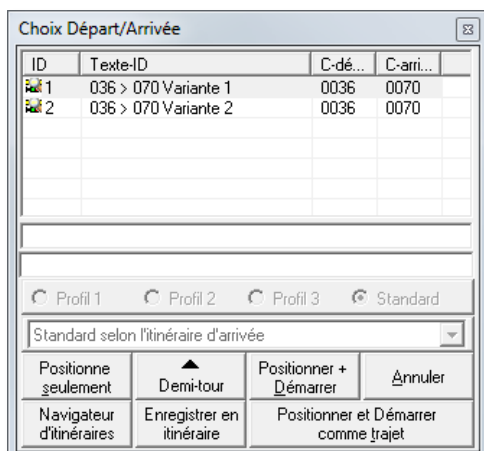 Choix Départ/Arrivée
ID Texte-ID C-dé... C-arri...
1 036 > 070 Variante 1 0036 0070
2 036 > 070 Variante 2 0036 0070
Profil 1 Profil 2 Profil 3 Standard
Standard selon l'itinéraire d'arrivée
Positionne
seulement
Demi-tour
Positionner +
Démarrer
Annuler
Navigateur
d'itinéraires
Enregistrer en
itinéraire
Positionner et Démarrer
comme trajet